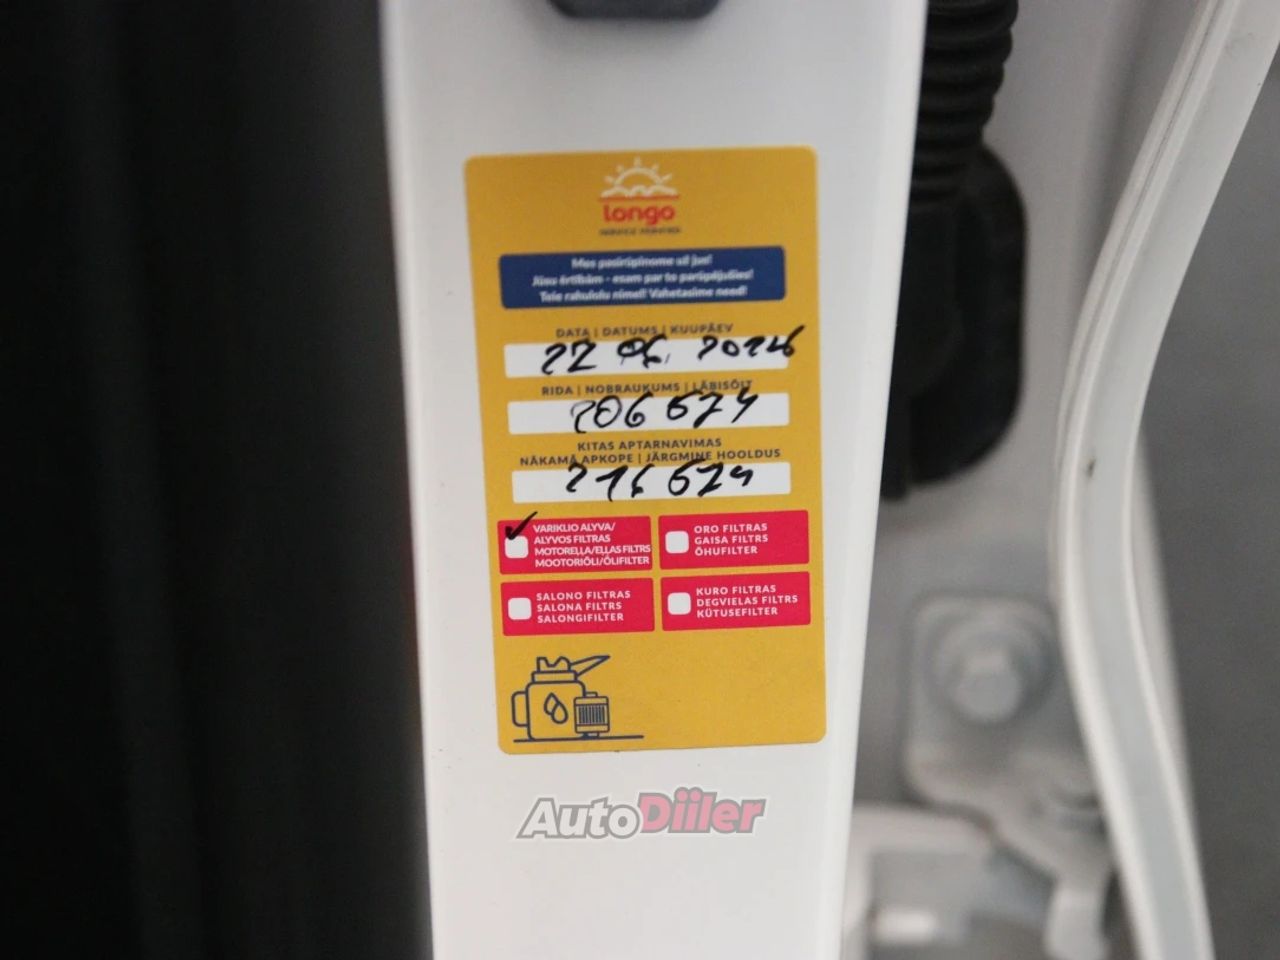 longo
Mes pasirūpinome už jus!
Jūsu ērtībām - esam par to parūpējušies!
Teie rahulolu nimel! Vahetasime need!
DATA | DATUMS | KUUPÄEV
22 06. 2024
RIDA | NOBRAUKUMS | LÄBISÕIT
206 674
KITAS APTARNAVIMAS
NĀKAMĀ APKOPE | JÄRGMINE HOOLDUS
216 674
VARIKLIO ALYVA/
ALYVOS FILTRAS
MOTOREĻĻA/EĻĻAS FILTRS
MOOTORIÕLI/ÕLIFILTER
ORO FILTRAS
GAISA FILTRS
ÕHUFILTER
SALONO FILTRAS
SALONA FILTRS
SALONGIFILTER
KURO FILTRAS
DEGVIELAS FILTRS
KÜTUSEFILTER
AutoDiiler